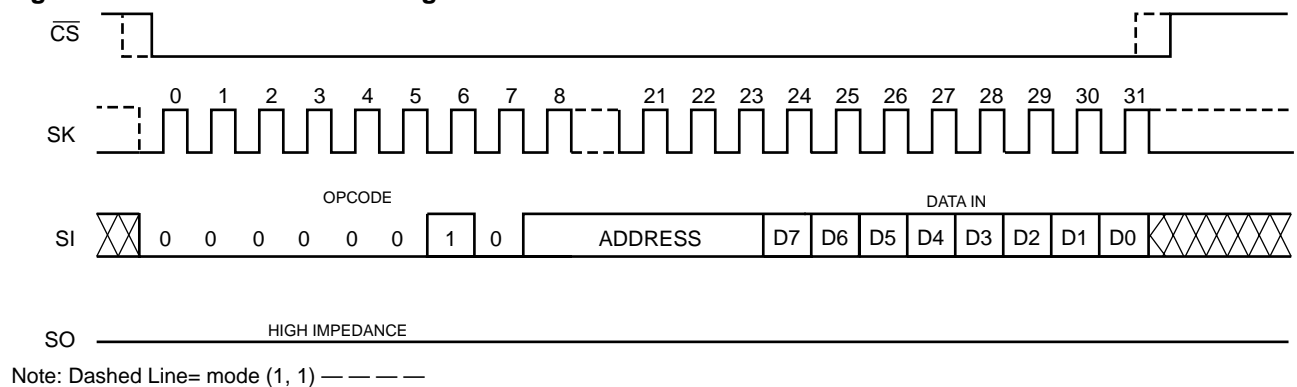 CS
0 1 2 3 4 5 6 7 8 21 22 23 24 25 26 27 28 29 30 31
SK
OPCODE DATA IN
SI 0 0 0 0 0 0 1 0 ADDRESS D7 D6 D5 D4 D3 D2 D1 D0
HIGH IMPEDANCE
SO
Note: Dashed Line= mode (1, 1) — — — —